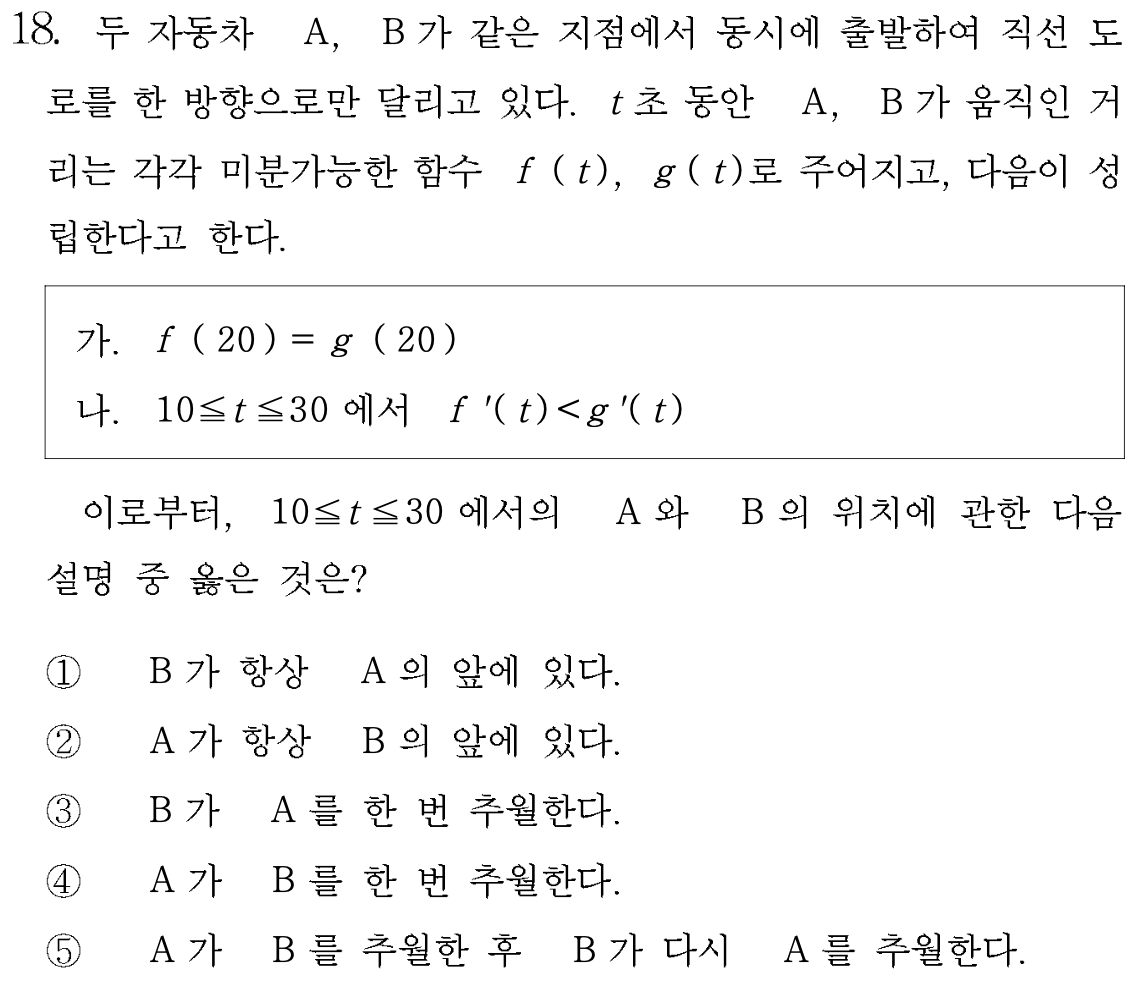 18. 두 자동차 A, B가 같은 지점에서 동시에 출발하여 직선 도
로를 한 방향으로만 달리고 있다. t초 동안 A, B가 움직인 거
리는 각각 미분가능한 함수 f(t), g(t)로 주어지고, 다음이 성
립한다고 한다.
가. f(20)=g(20)
나. 10≦t≦30 에서 f′(t)<g′(t)
이로부터, 10≦t≦30 에서의 A와 B의 위치에 관한 다음
설명 중 옳은 것은?
① B가 항상 A의 앞에 있다.
② A가 항상 B의 앞에 있다.
③ B가 A를 한 번 추월한다.
④ A가 B를 한 번 추월한다.
⑤ A가 B를 추월한 후 B가 다시 A를 추월한다.